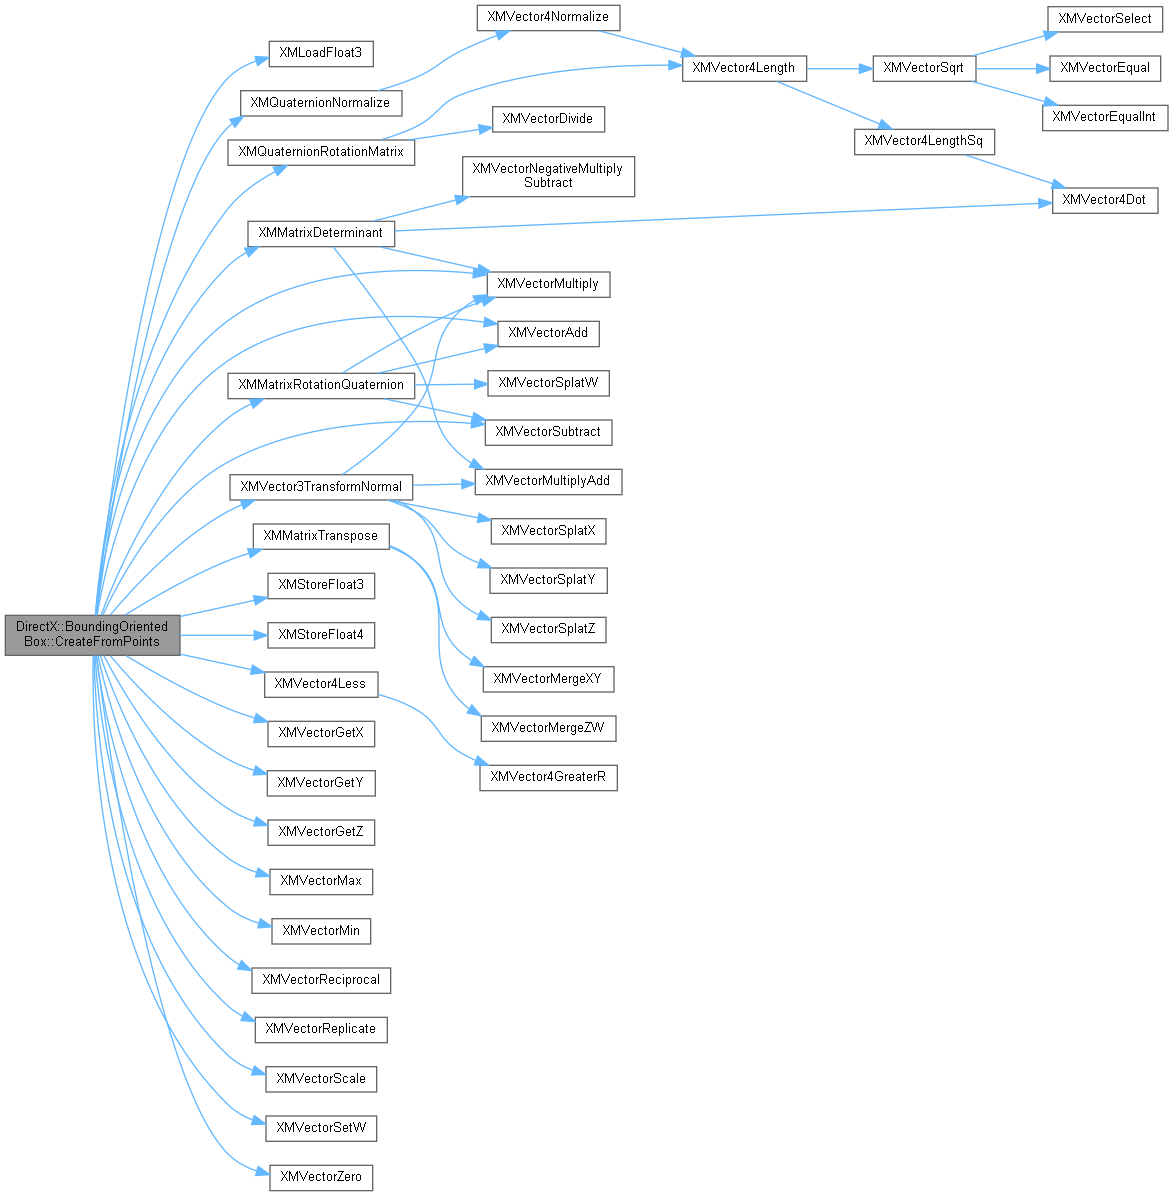 DirectX::BoundingOriented
Box::CreateFromPoints
XMLoadFloat3
XMQuaternionNormalize
XMQuaternionRotationMatrix
XMMatrixDeterminant
XMMatrixRotationQuaternion
XMVector3TransformNormal
XMMatrixTranspose
XMStoreFloat3
XMStoreFloat4
XMVector4Less
XMVectorGetX
XMVectorGetY
XMVectorGetZ
XMVectorMax
XMVectorMin
XMVectorReciprocal
XMVectorReplicate
XMVectorScale
XMVectorSetW
XMVectorZero
XMVector4Normalize
XMVectorDivide
XMVectorNegativeMultiply
Subtract
XMVectorMultiply
XMVectorAdd
XMVectorSplatW
XMVectorSubtract
XMVectorMultiplyAdd
XMVectorSplatX
XMVectorSplatY
XMVectorSplatZ
XMVectorMergeXY
XMVectorMergeZW
XMVector4GreaterR
XMVector4Length
XMVectorSqrt
XMVector4LengthSq
XMVectorSelect
XMVectorEqual
XMVectorEqualInt
XMVector4Dot